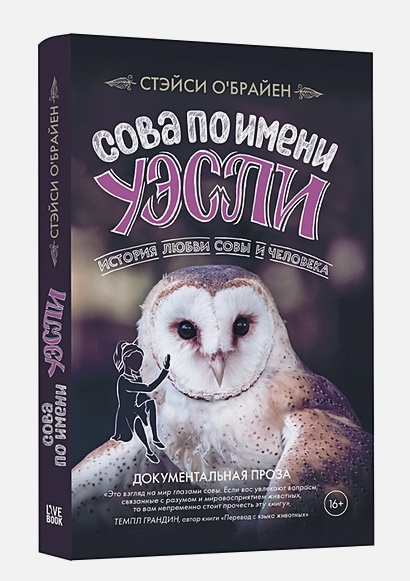 СТЭЙСИ О'БРАЙЕН
СОВА ПО ИМЕНИ
УЭСЛИ
ИСТОРИЯ ЛЮБВИ СОВЫ И ЧЕЛОВЕКА
ДОКУМЕНТАЛЬНАЯ ПРОЗА
«Это взгляд на мир глазами совы. Если вас увлекают вопросы,
связанные с разумом и мировосприятием животных,
то вам непременно стоит прочесть эту книгу».
ТЕМПЛ ГРАНДИН, автор книги «Перевод с языка животных»
16+
СТЭЙСИ О'БРАЙЕН
СОВА
ПО ИМЕНИ
УЭСЛИ
LIVE
BOOK